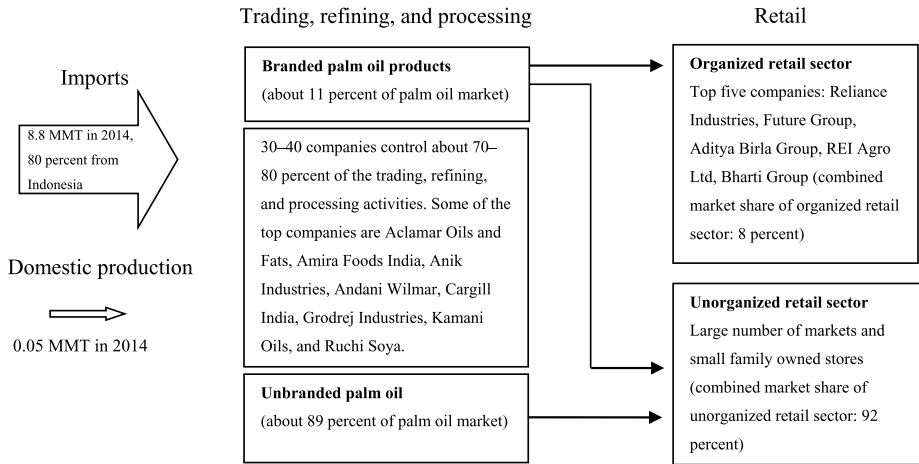 Trading, refining, and processing
Retail
Imports
8.8 MMT in 2014,
80 percent from
Indonesia
Domestic production
0.05 MMT in 2014
Branded palm oil products
(about 11 percent of palm oil market)
30–40 companies control about 70–
80 percent of the trading, refining,
and processing activities. Some of the
top companies are Aclamar Oils and
Fats, Amira Foods India, Anik
Industries, Andani Wilmar, Cargill
India, Grodrej Industries, Kamani
Oils, and Ruchi Soya.
Unbranded palm oil
(about 89 percent of palm oil market)
Organized retail sector
Top five companies: Reliance
Industries, Future Group,
Aditya Birla Group, REI Agro
Ltd, Bharti Group (combined
market share of organized retail
sector: 8 percent)
Unorganized retail sector
Large number of markets and
small family owned stores
(combined market share of
unorganized retail sector: 92
percent)